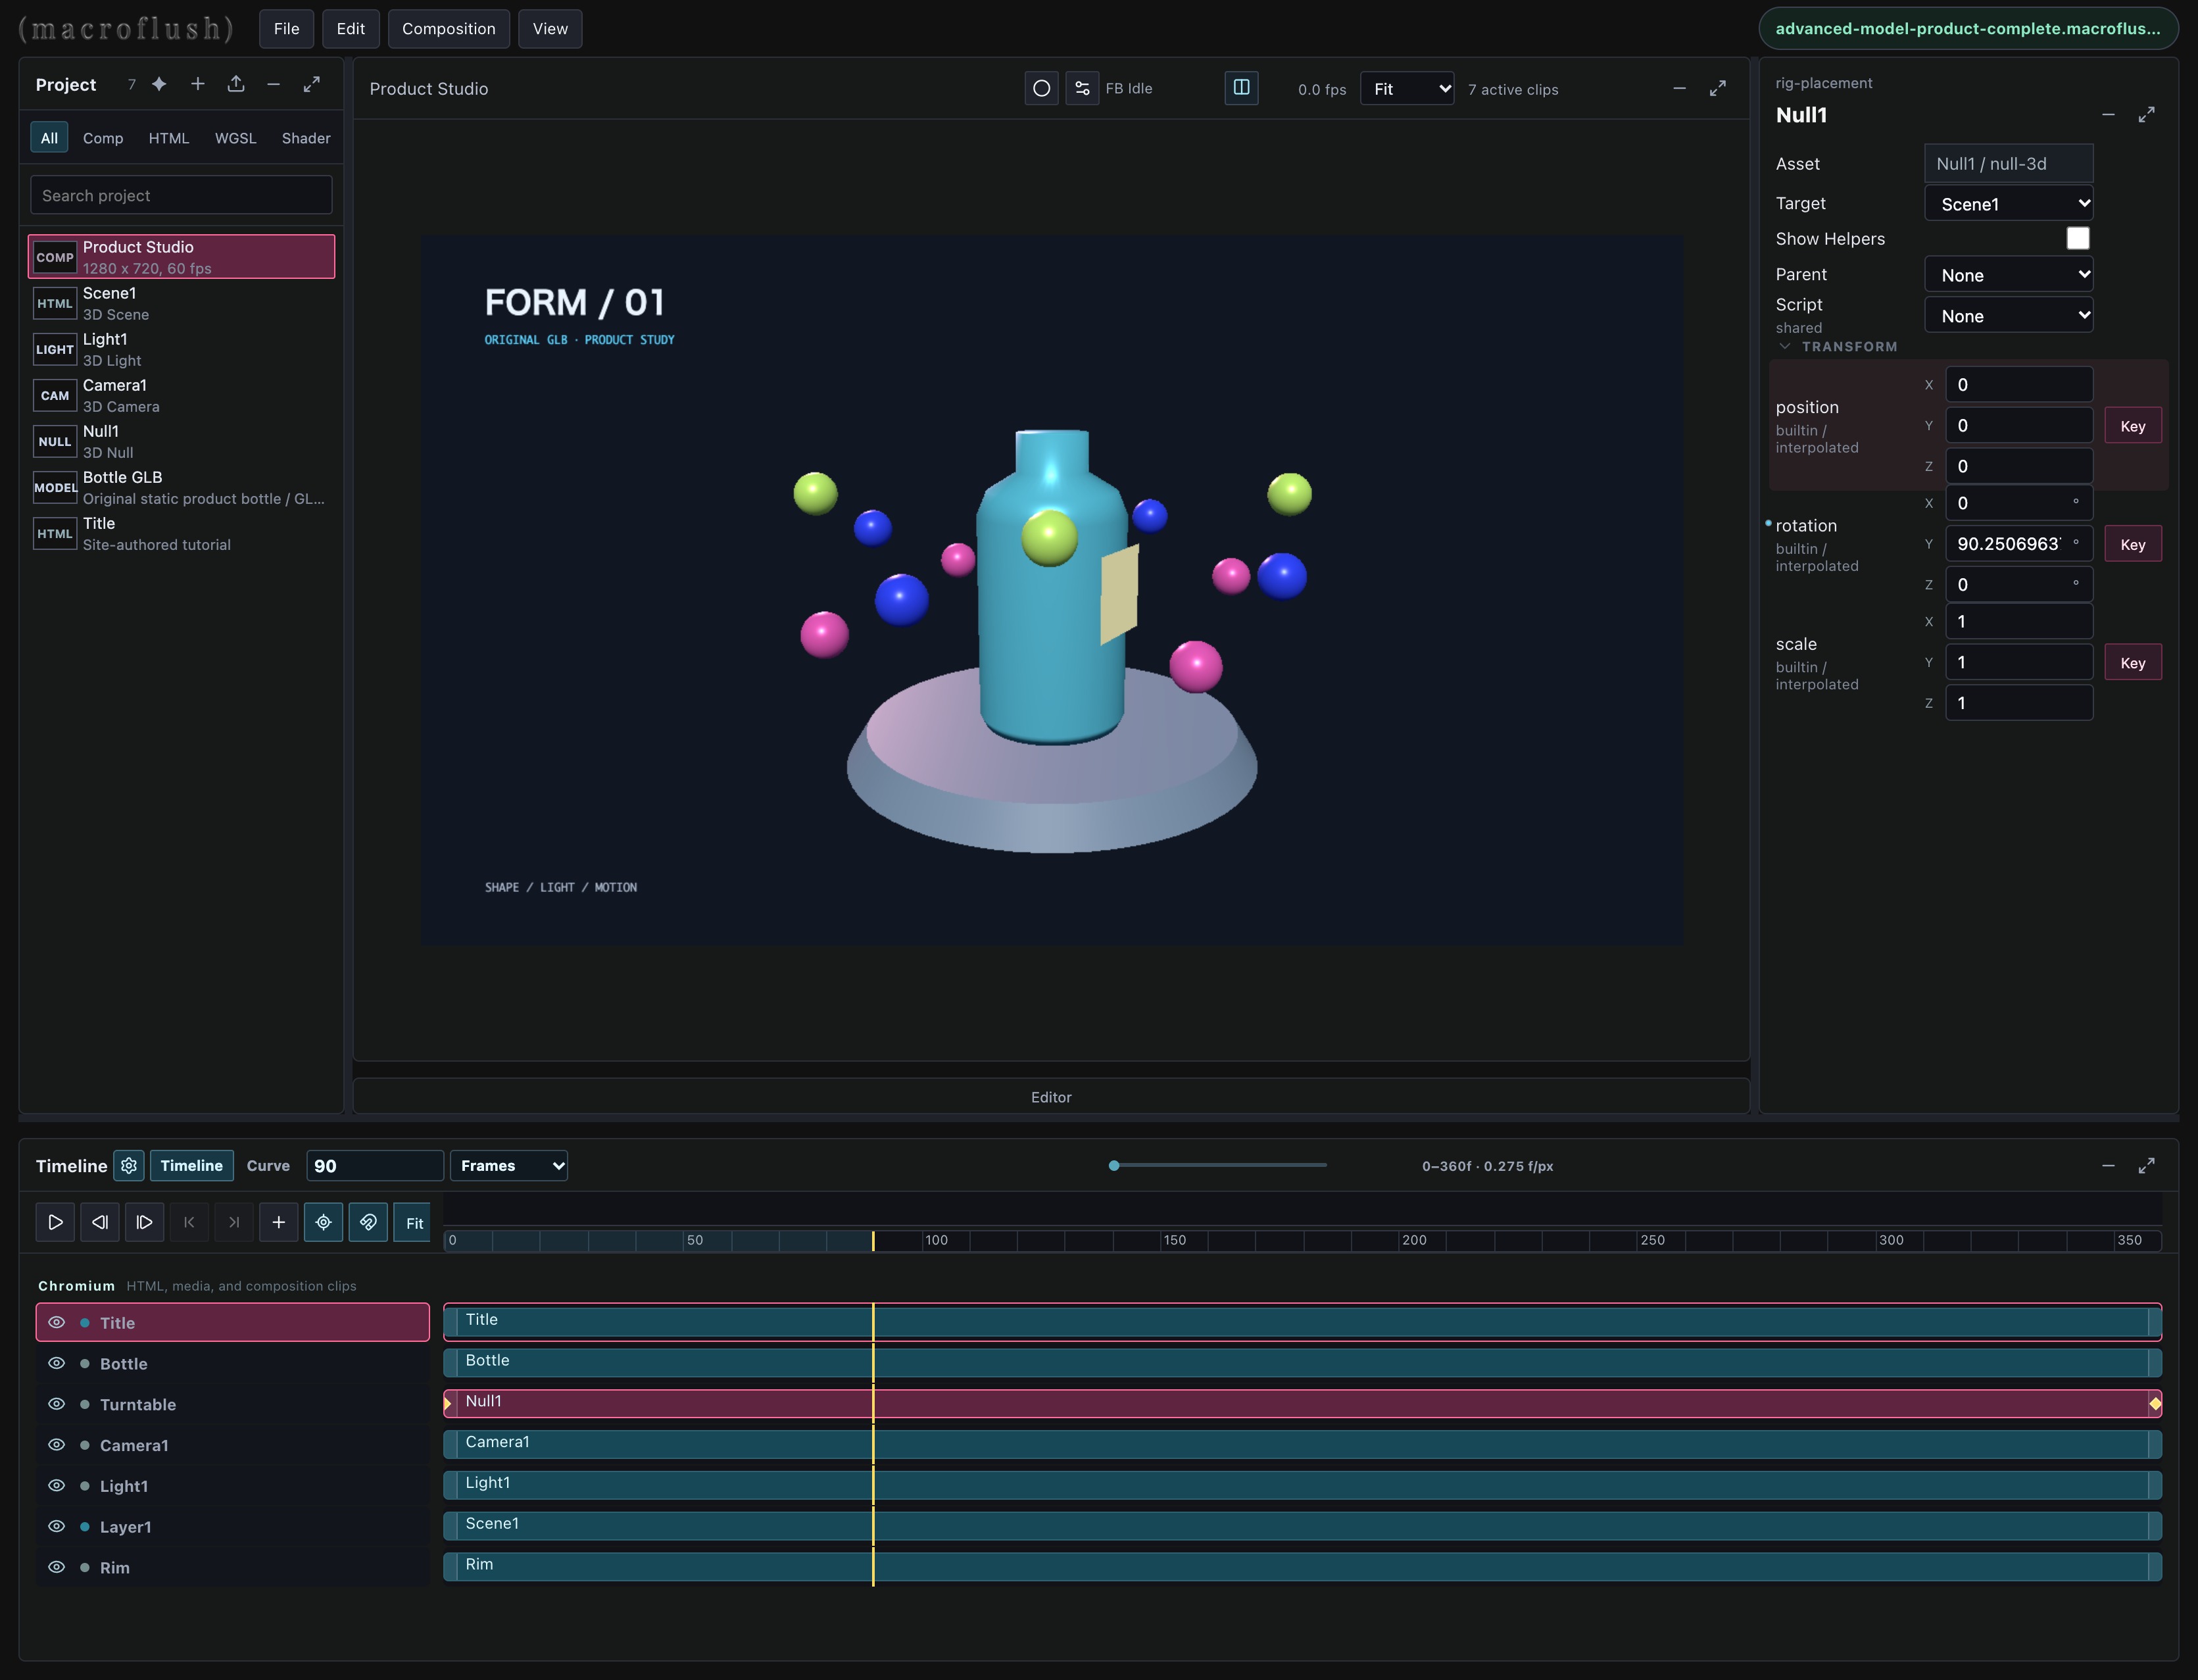 (macroflush)
File
Edit
Composition
View
advanced-model-product-complete.macroflus...
Project
7
All
Comp
HTML
WGSL
Shader
Search project
COMP
Product Studio
1280 x 720, 60 fps
HTML
Scene1
3D Scene
LIGHT
Light1
3D Light
CAM
Camera1
3D Camera
NULL
Null1
3D Null
MODEL
Bottle GLB
Original static product bottle / GL...
HTML
Title
Site-authored tutorial
Product Studio
FB Idle
0.0 fps
Fit
7 active clips
FORM / 01
ORIGINAL GLB · PRODUCT STUDY
SHAPE / LIGHT / MOTION
Editor
rig-placement
Null1
Asset
Null1 / null-3d
Target
Scene1
Show Helpers
Parent
None
Script
shared
None
TRANSFORM
position
builtin /
interpolated
X
0
Y
0
Z
0
Key
rotation
builtin /
interpolated
X
0 °
Y
90.2506963 °
Z
0 °
Key
scale
builtin /
interpolated
X
1
Y
1
Z
1
Key
Timeline
Timeline
Curve
90
Frames
0–360f · 0.275 f/px
Fit
0
50
100
150
200
250
300
350
Chromium
HTML, media, and composition clips
Title
Title
Bottle
Bottle
Turntable
Null1
Camera1
Camera1
Light1
Light1
Layer1
Scene1
Rim
Rim